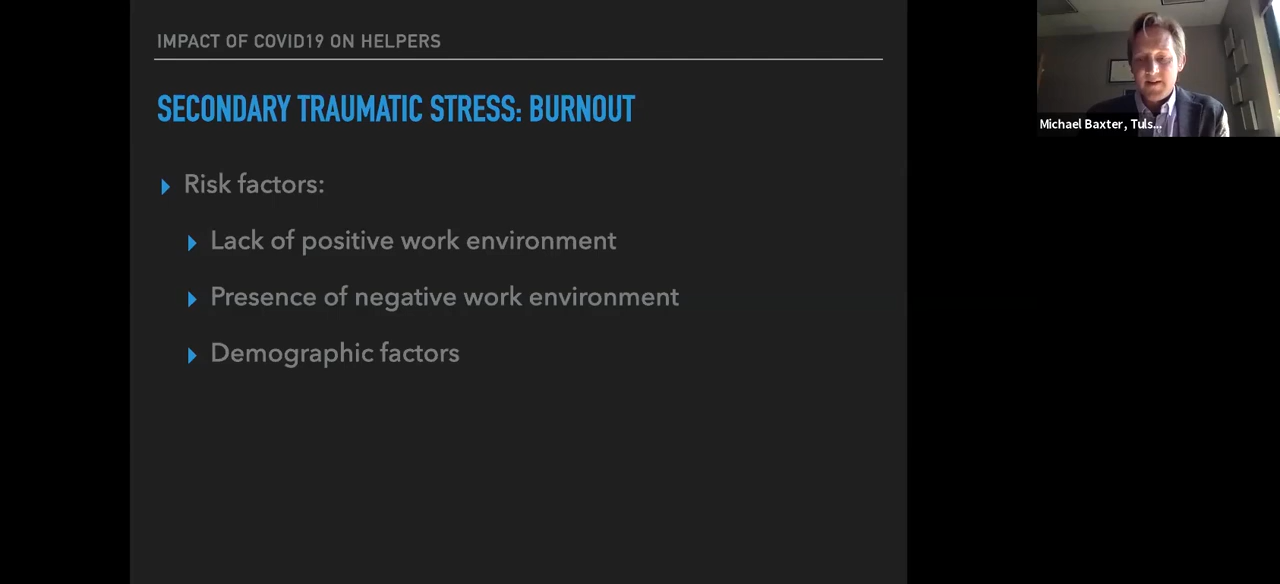 IMPACT OF COVID19 ON HELPERS
SECONDARY TRAUMATIC STRESS: BURNOUT
Risk factors:
Lack of positive work environment
Presence of negative work environment
Demographic factors
Michael Baxter, Tuls...